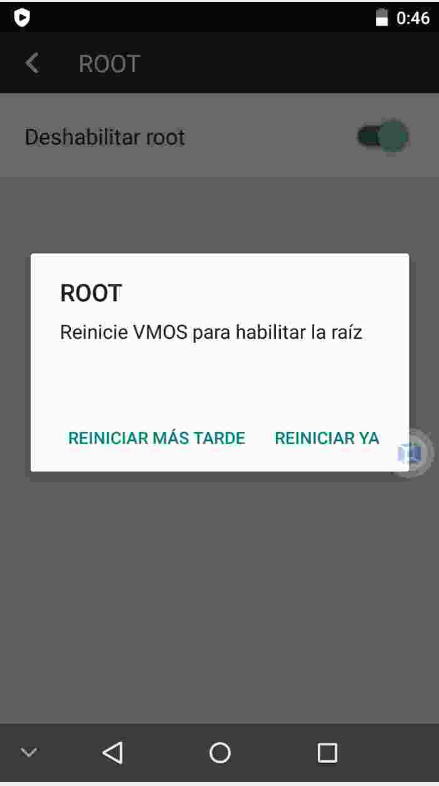 0:46
ROOT
Deshabilitar root
ROOT
Reinicie VMOS para habilitar la raíz
REINICIAR MÁS TARDE REINICIAR YA